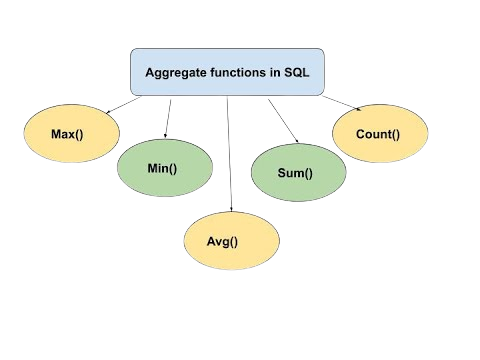 Aggregate functions in SQL
Max()
Count()
Min()
Sum()
Avg()